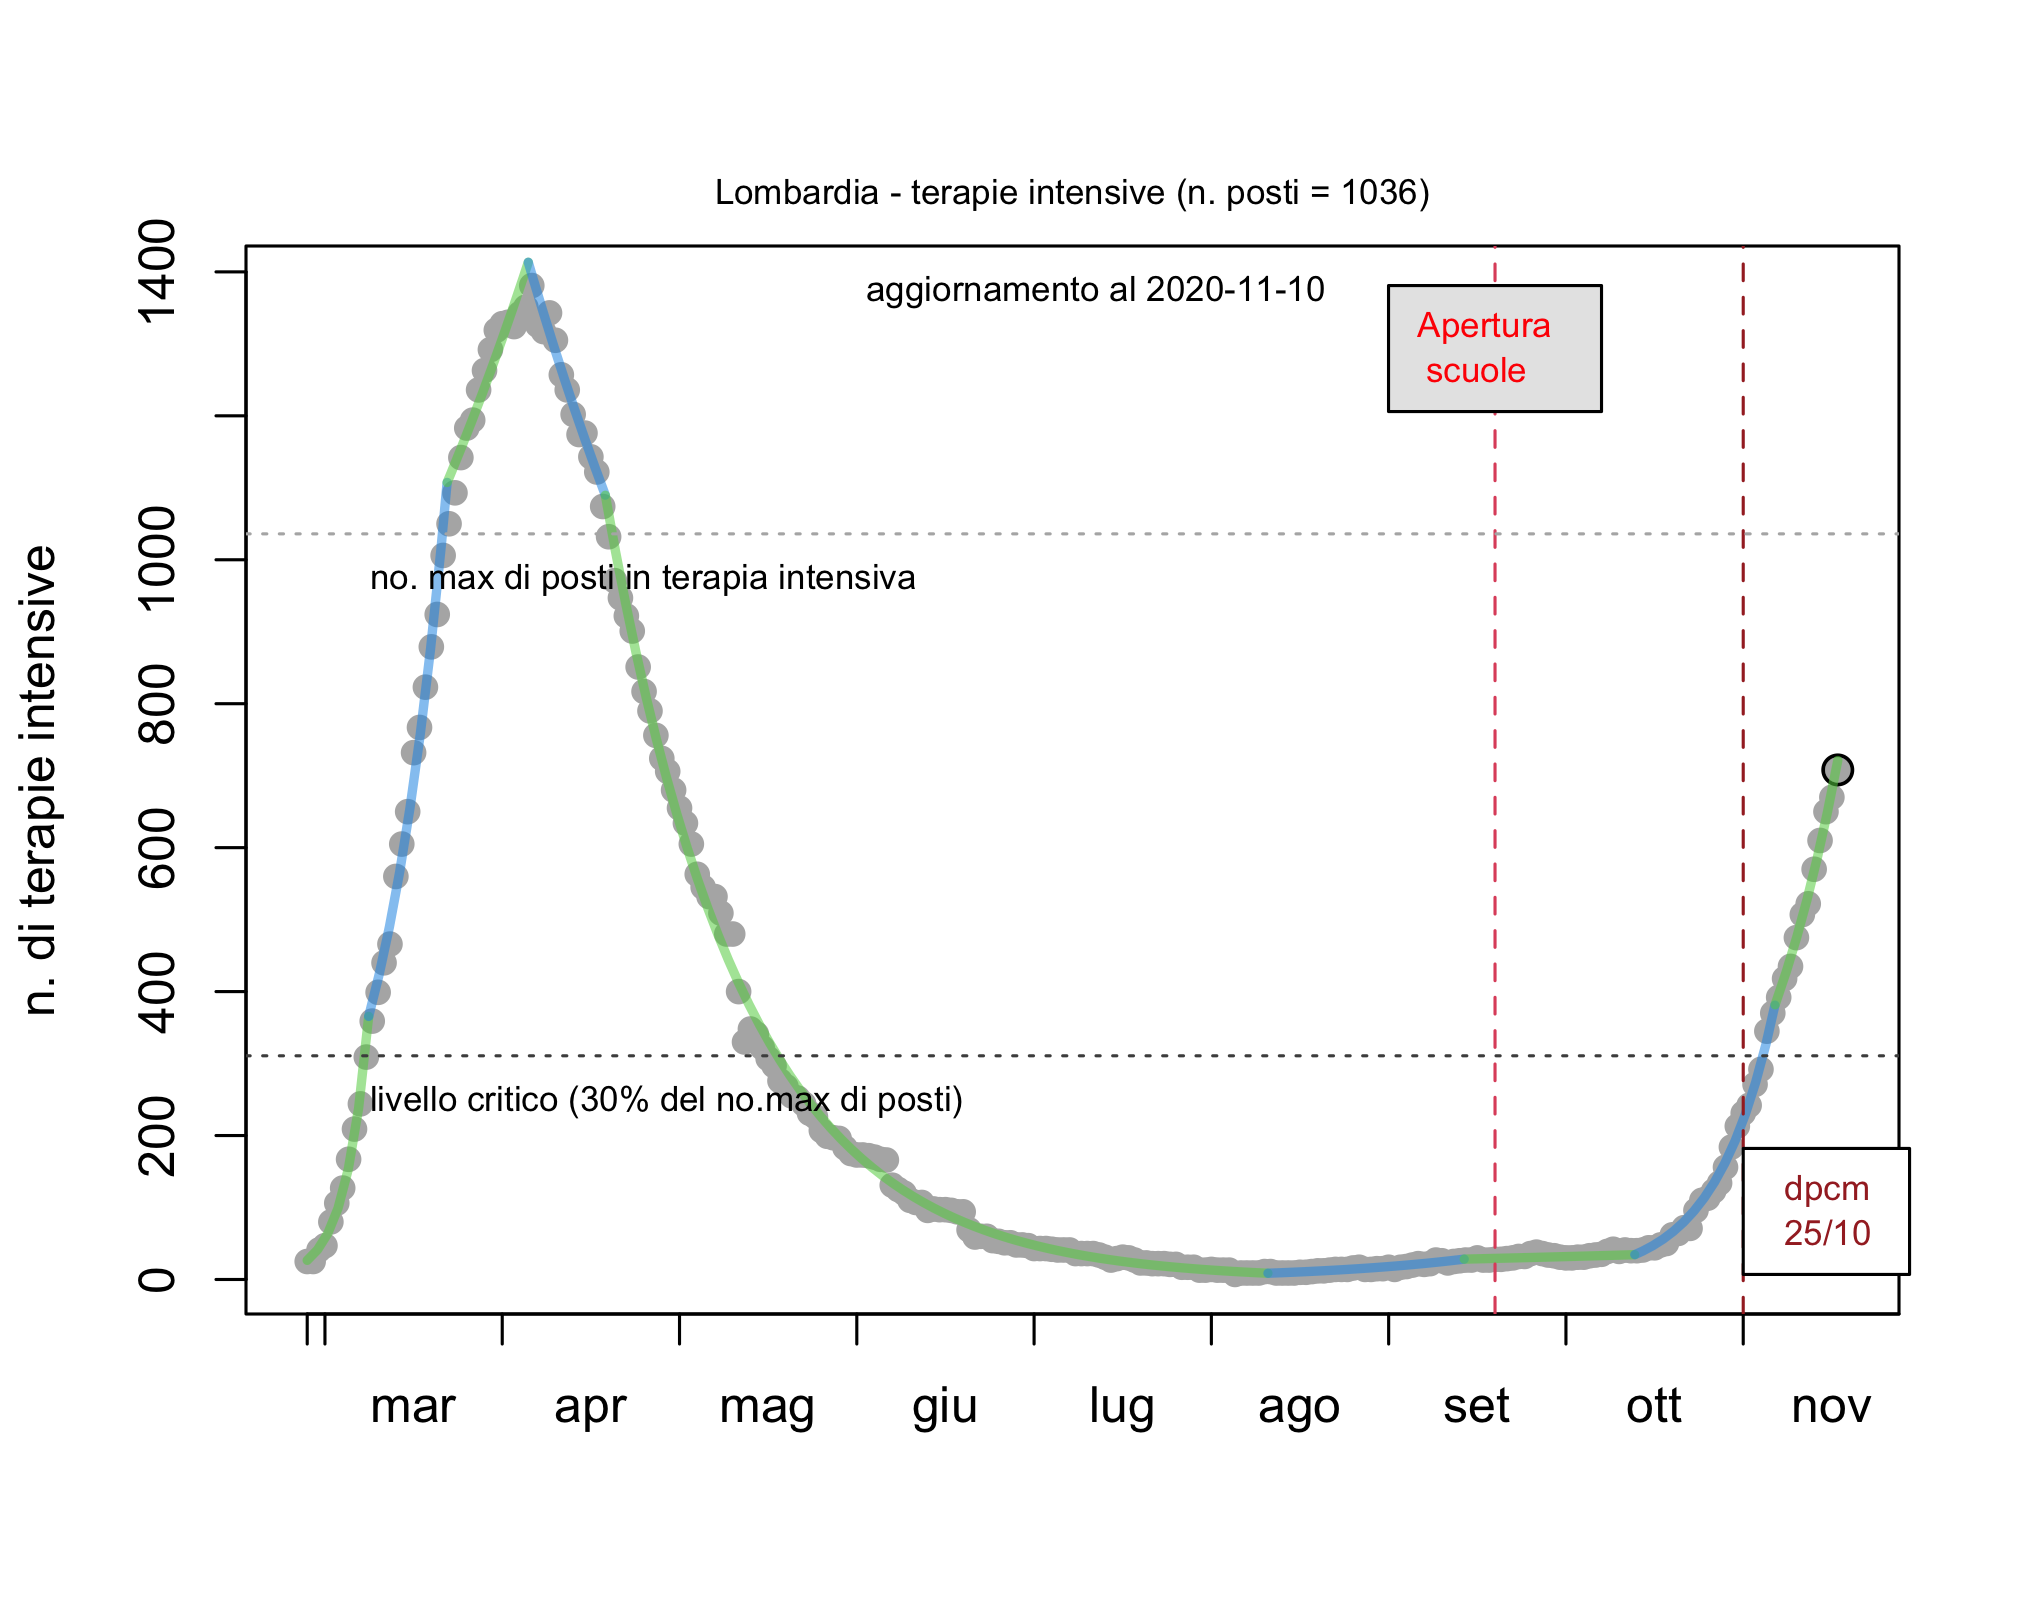 Lombardia - terapie intensive (n. posti = 1036)
aggiornamento al 2020-11-10
Apertura
scuole
no. max di posti in terapia intensiva
livello critico (30% del no.max di posti)
dpcm
25/10
n. di terapie intensive
1400
1000
800
600
400
200
0
mar apr mag giu lug ago set ott nov